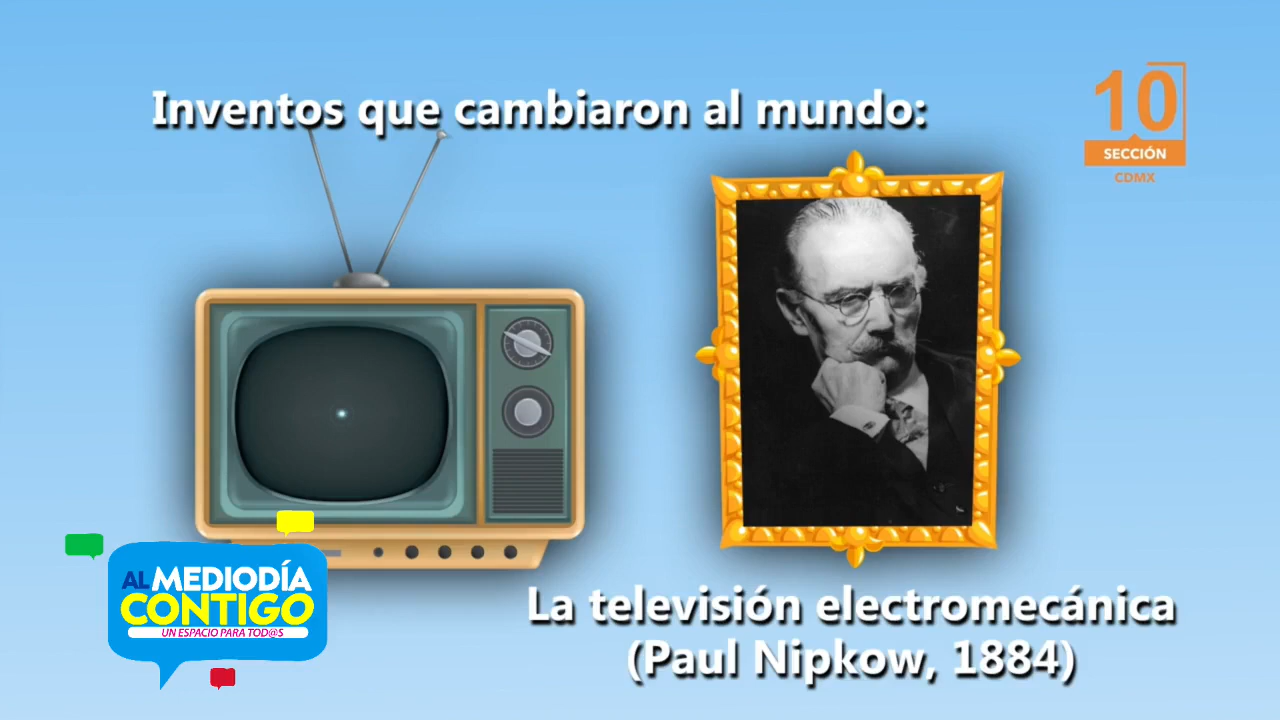 Inventos que cambiaron al mundo:
10
SECCIÓN
CDMX
AL MEDIODÍA
CONTIGO
UN ESPACIO PARA TOD@S
La televisión electromecánica
(Paul Nipkow, 1884)